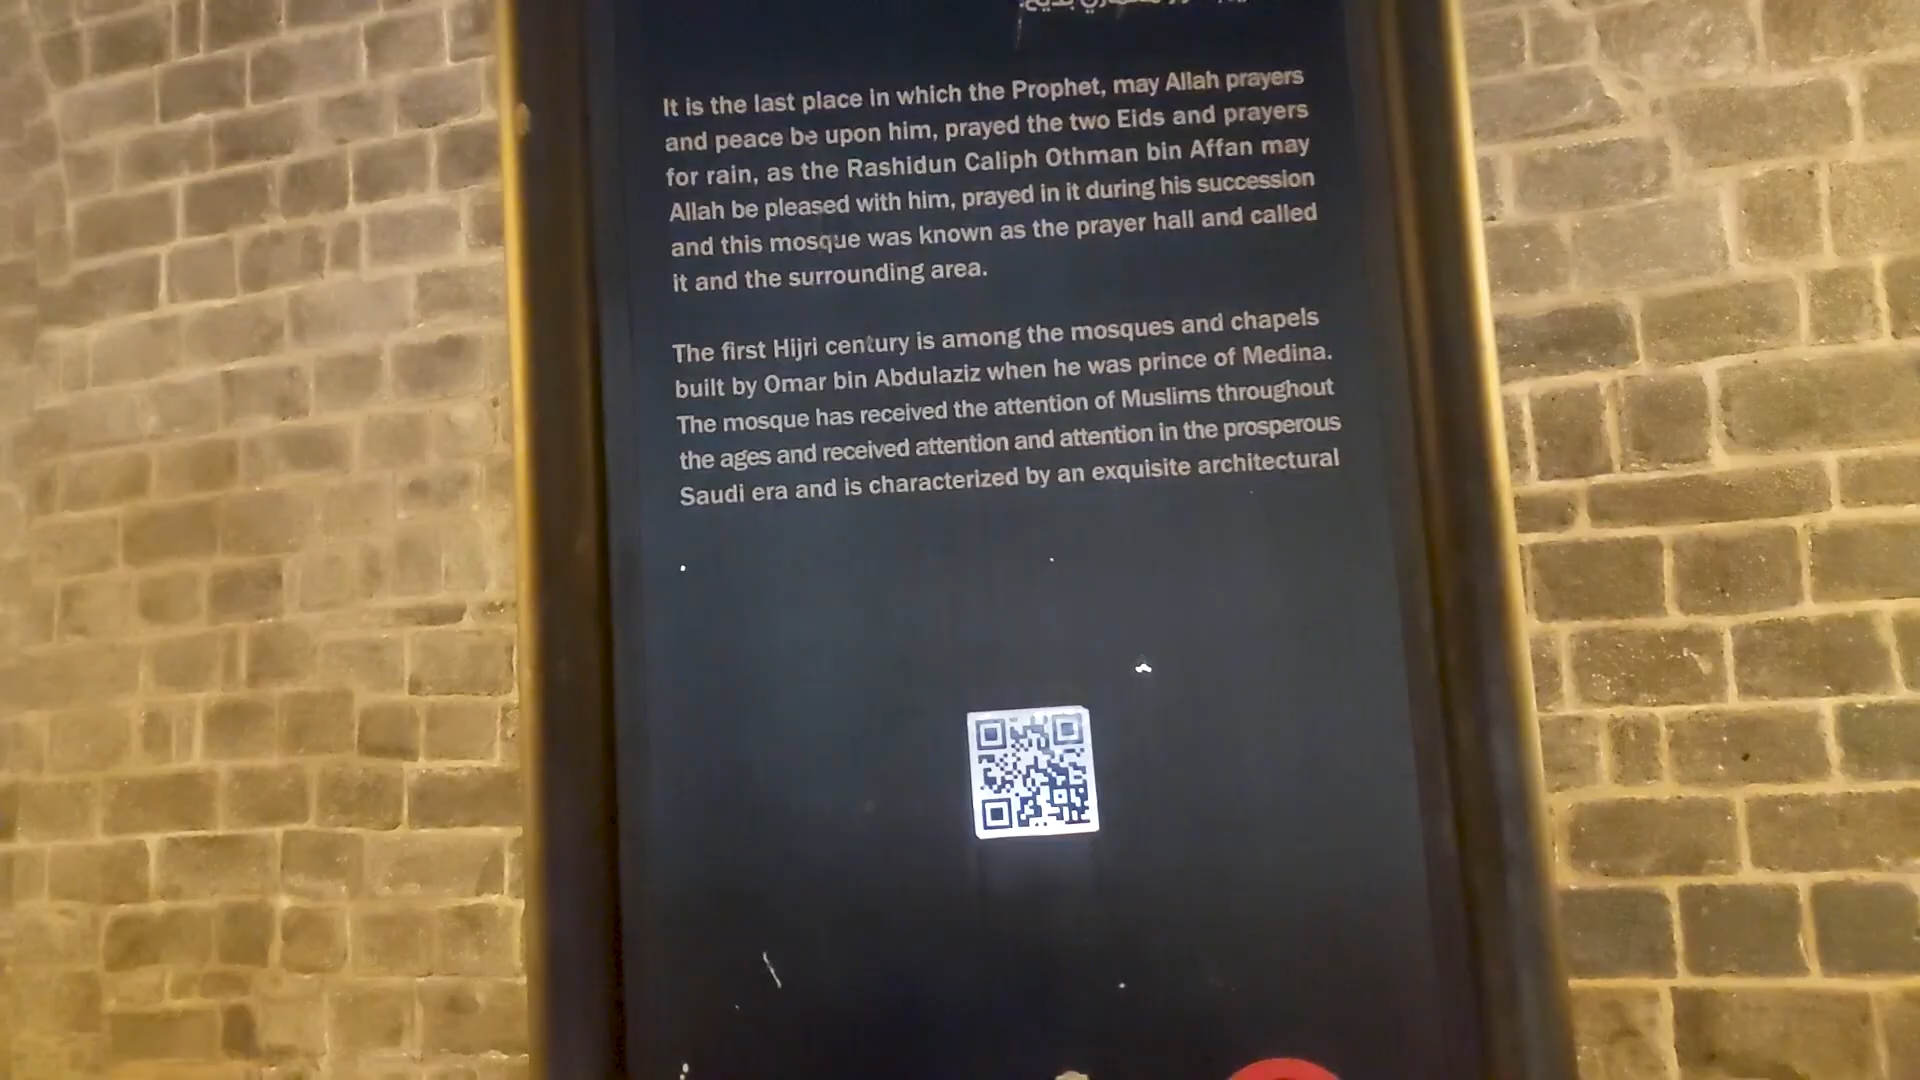 It is the last place in which the Prophet, may Allah prayers
and peace be upon him, prayed the two Eids and prayers
for rain, as the Rashidun Caliph Othman bin Affan may
Allah be pleased with him, prayed in it during his succession
and this mosque was known as the prayer hall and called
it and the surrounding area.
The first Hijri century is among the mosques and chapels
built by Omar bin Abdulaziz when he was prince of Medina.
The mosque has received the attention of Muslims throughout
the ages and received attention and attention in the prosperous
Saudi era and is characterized by an exquisite architectural